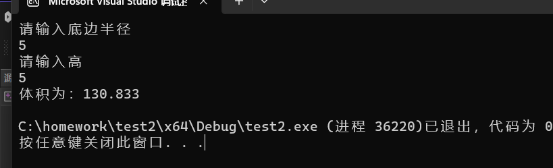 Microsoft Visual Studio 调试控
请输入底边半径
5
请输入高
5
体积为：130.833
C:\homework\test2\x64\Debug\test2.exe (进程 36220)已退出，代码为 0
按任意键关闭此窗口. . .